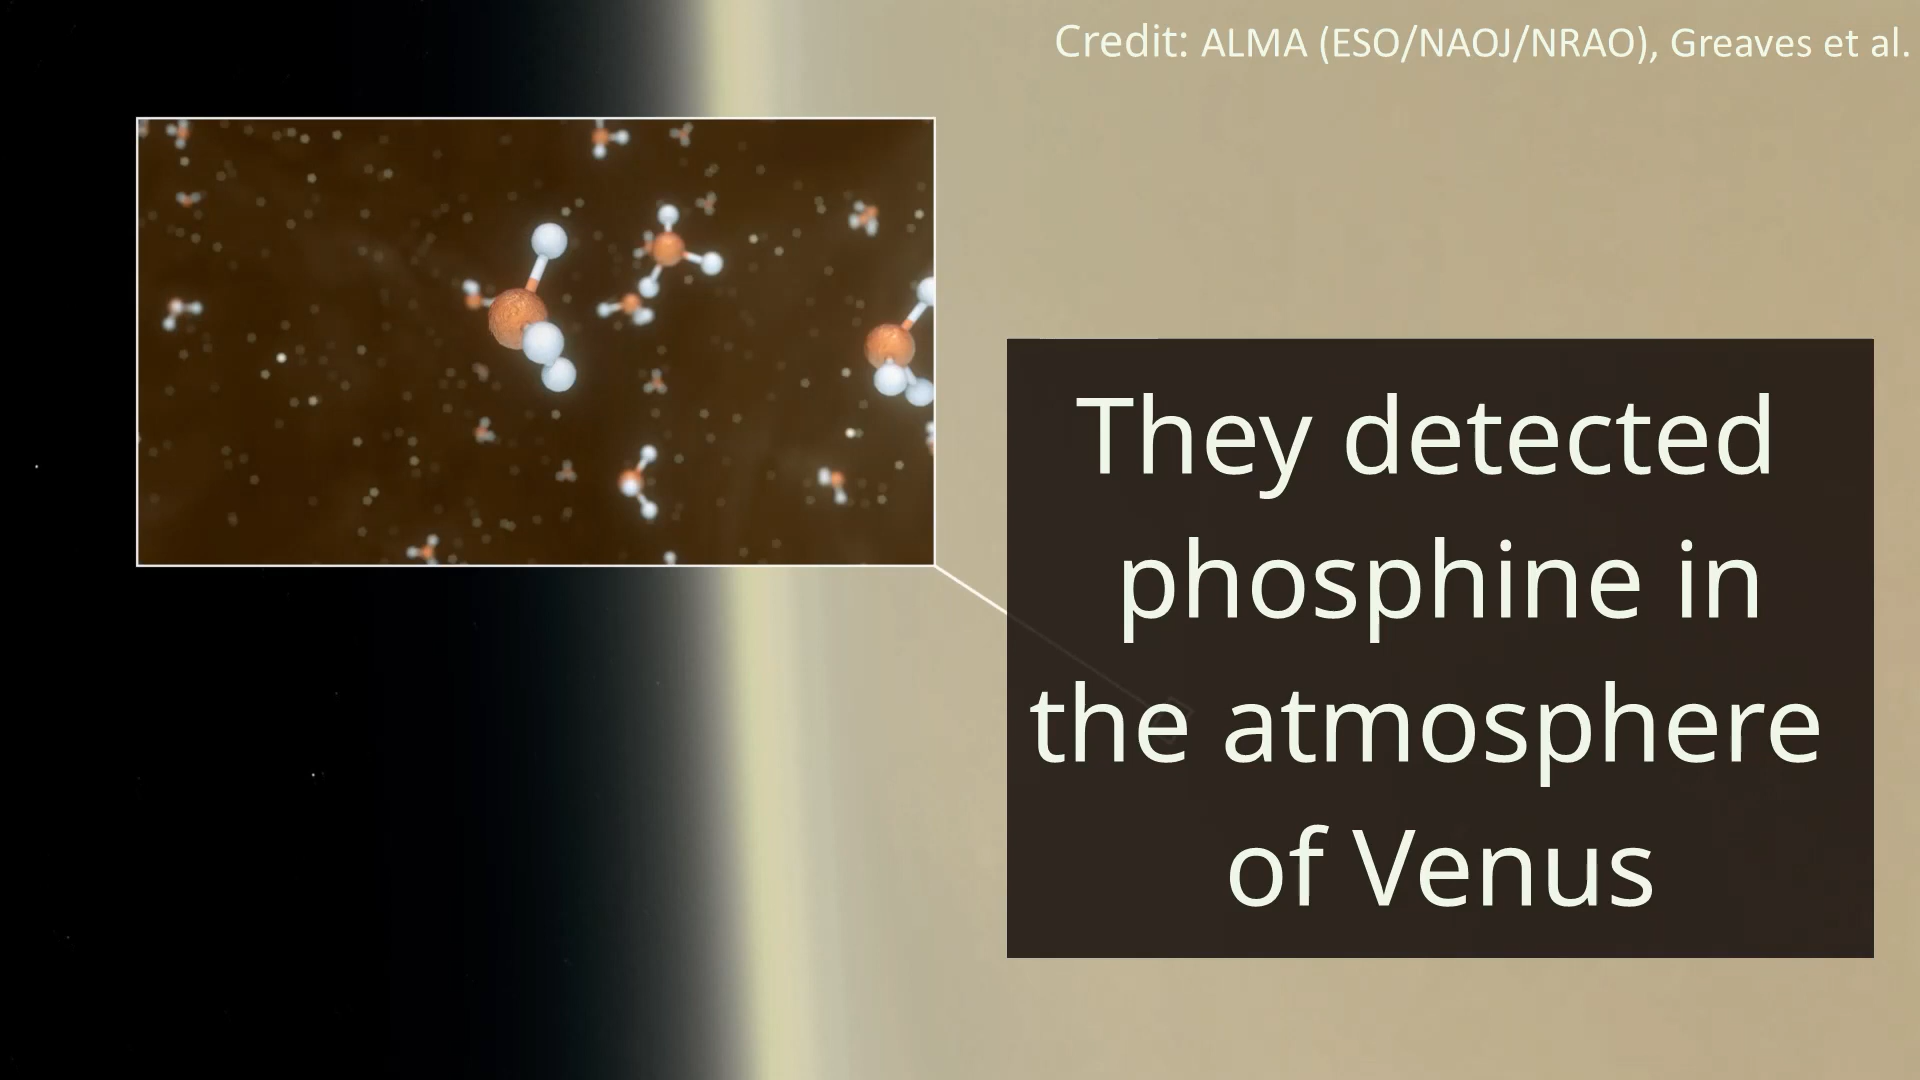 Credit: ALMA (ESO/NAOJ/NRAO), Greaves et al.
They detected
phosphine in
the atmosphere
of Venus